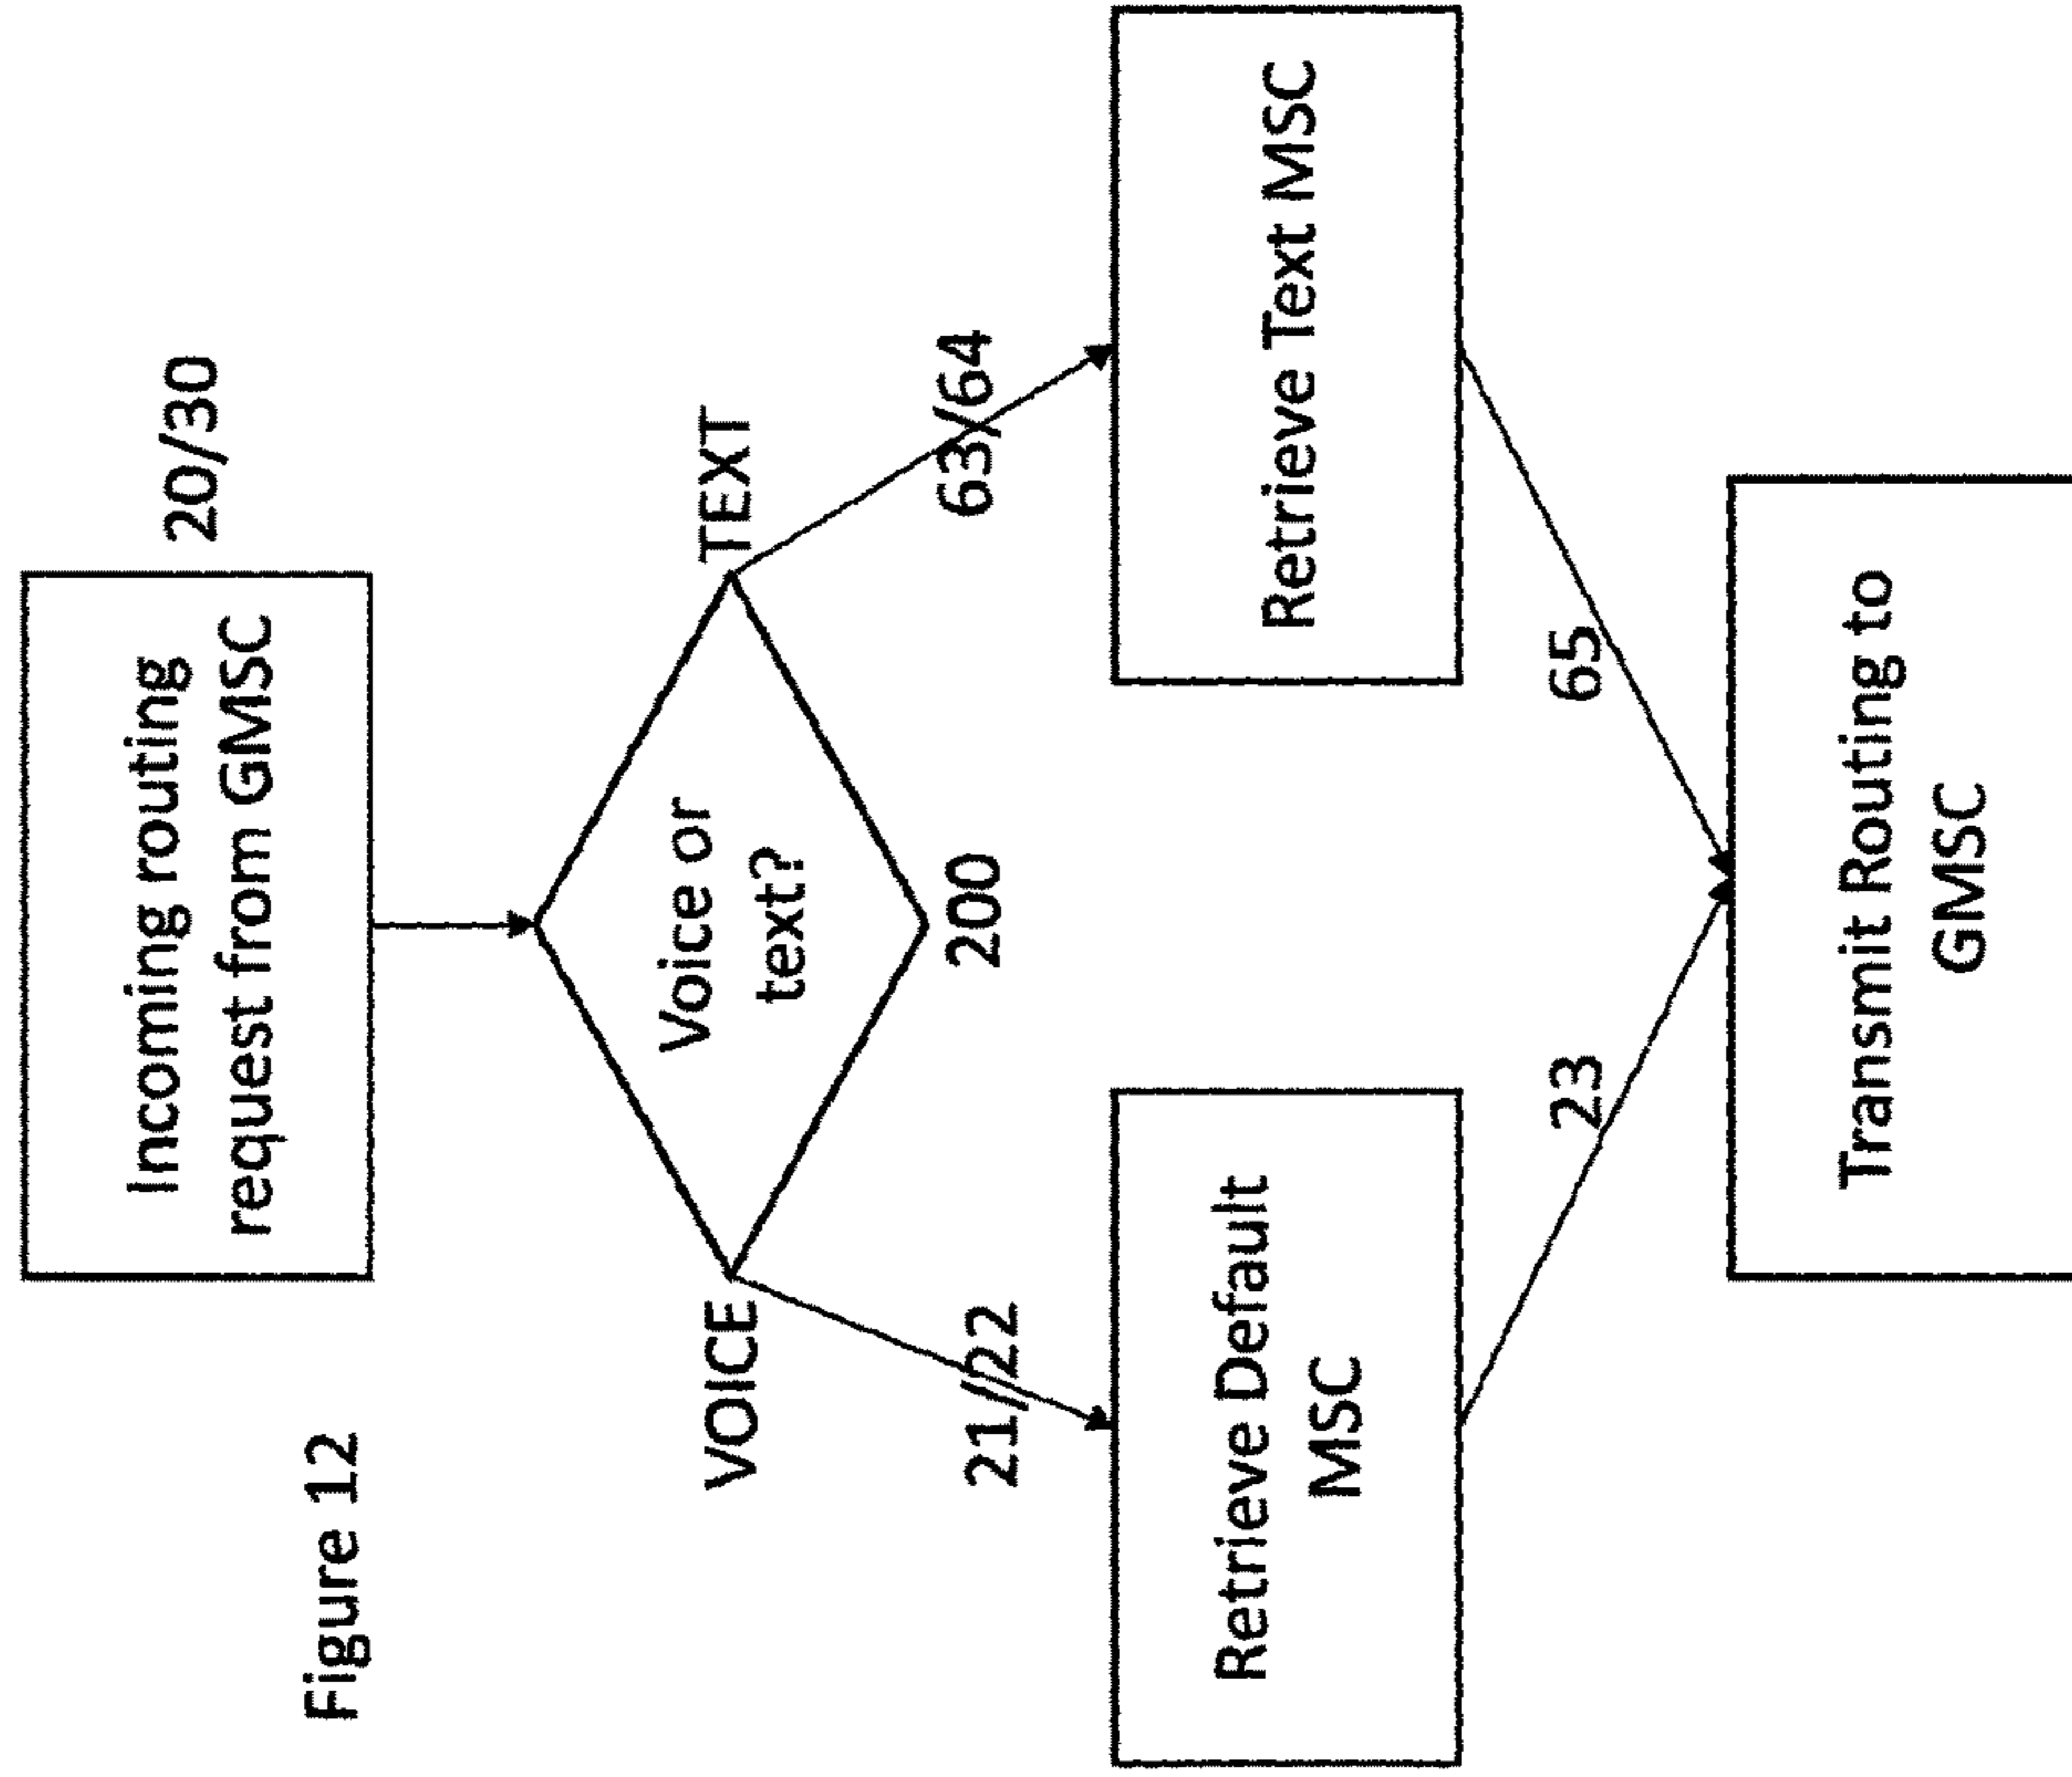 Figure 12
Incoming routing
request from GMSC
20/30
Voice or
text?
200
VOICE
TEXT
21//22
63/64
Retrieve Default
MSC
Retrieve Text MSC
23
65
Transmit Routing to
GMSC